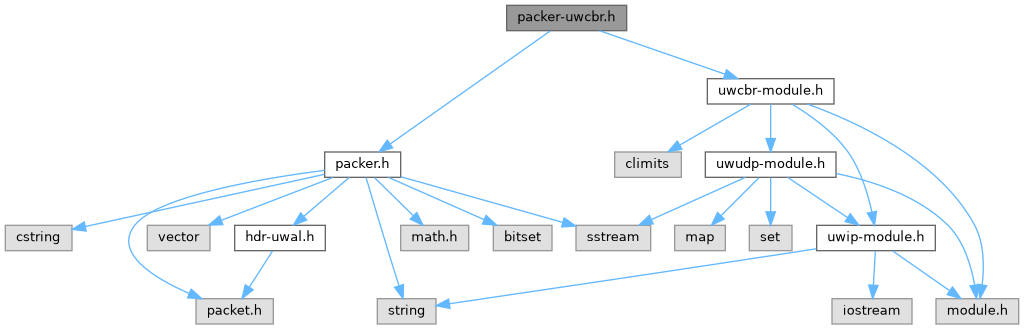 packer-uwcbr.h
uwcbr-module.h
packer.h
climits
uwudp-module.h
cstring
vector
hdr-uwal.h
math.h
bitset
sstream
map
set
uwip-module.h
packet.h
string
iostream
module.h